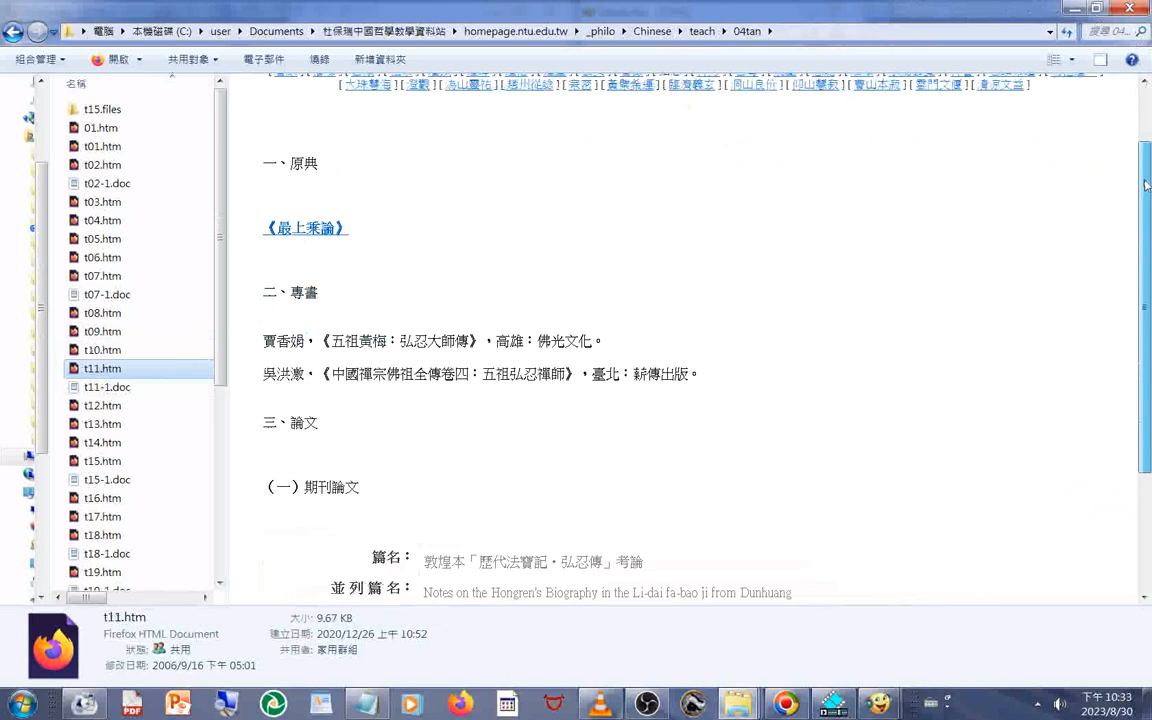 電腦 ▸ 本機磁碟 (C:) ▸ user ▸ Documents ▸ 杜保瑞中國哲學教學資料站 ▸ homepage.ntu.edu.tw ▸ _philo ▸ Chinese ▸ teach ▸ 04tan ▸
搜尋 04...
組合管理 開啟 共用對象 電子郵件 燒錄 新增資料夾
名稱
t15.files
01.htm
t01.htm
t02.htm
t02-1.doc
t03.htm
t04.htm
t05.htm
t06.htm
t07.htm
t07-1.doc
t08.htm
t09.htm
t10.htm
t11.htm
t11-1.doc
t12.htm
t13.htm
t14.htm
t15.htm
t15-1.doc
t16.htm
t17.htm
t18.htm
t18-1.doc
t19.htm
[大珠慧海] [澄觀] [溈山靈祐] [趙州從諗] [宗密] [黃檗希運] [臨濟義玄] [洞山良价] [仰山慧寂] [曹山本寂] [雲門文偃] [清涼文益]
一、原典
《最上乘論》
二、專書
賈香娟，《五祖黃梅：弘忍大師傳》，高雄：佛光文化。
吳洪激，《中國禪宗佛祖全傳卷四：五祖弘忍禪師》，臺北：薪傳出版。
三、論文
（一）期刊論文
篇名： 敦煌本「歷代法寶記・弘忍傳」考論
並列篇名： Notes on the Hongren's Biography in the Li-dai fa-bao ji from Dunhuang
t11.htm
Firefox HTML Document
狀態: 共用
修改日期: 2006/9/16 下午 05:01
大小: 9.67 KB
建立日期: 2020/12/26 上午 10:52
共用會: 家用群組
下午 10:33
2023/8/30